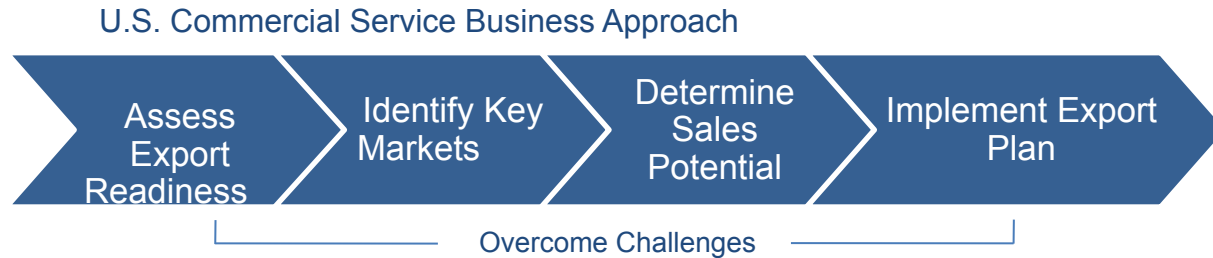 U.S. Commercial Service Business Approach
Assess
Export
Readiness
Identify Key
Markets
Determine
Sales
Potential
Implement Export
Plan
Overcome Challenges